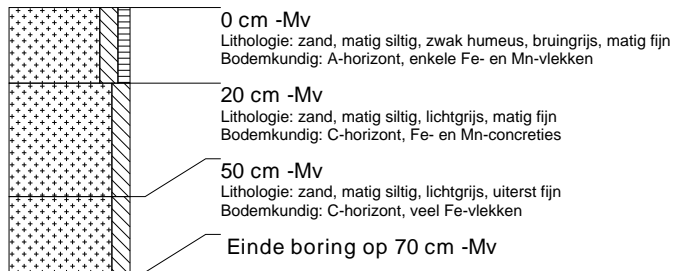 0 cm -Mv
Lithologie: zand, matig siltig, zwak humeus, bruingrijs, matig fijn
Bodemkundig: A-horizont, enkele Fe- en Mn-vlekken
20 cm -Mv
Lithologie: zand, matig siltig, lichtgrijs, matig fijn
Bodemkundig: C-horizont, Fe- en Mn-concreties
50 cm -Mv
Lithologie: zand, matig siltig, lichtgrijs, uiterst fijn
Bodemkundig: C-horizont, veel Fe-vlekken
Einde boring op 70 cm -Mv